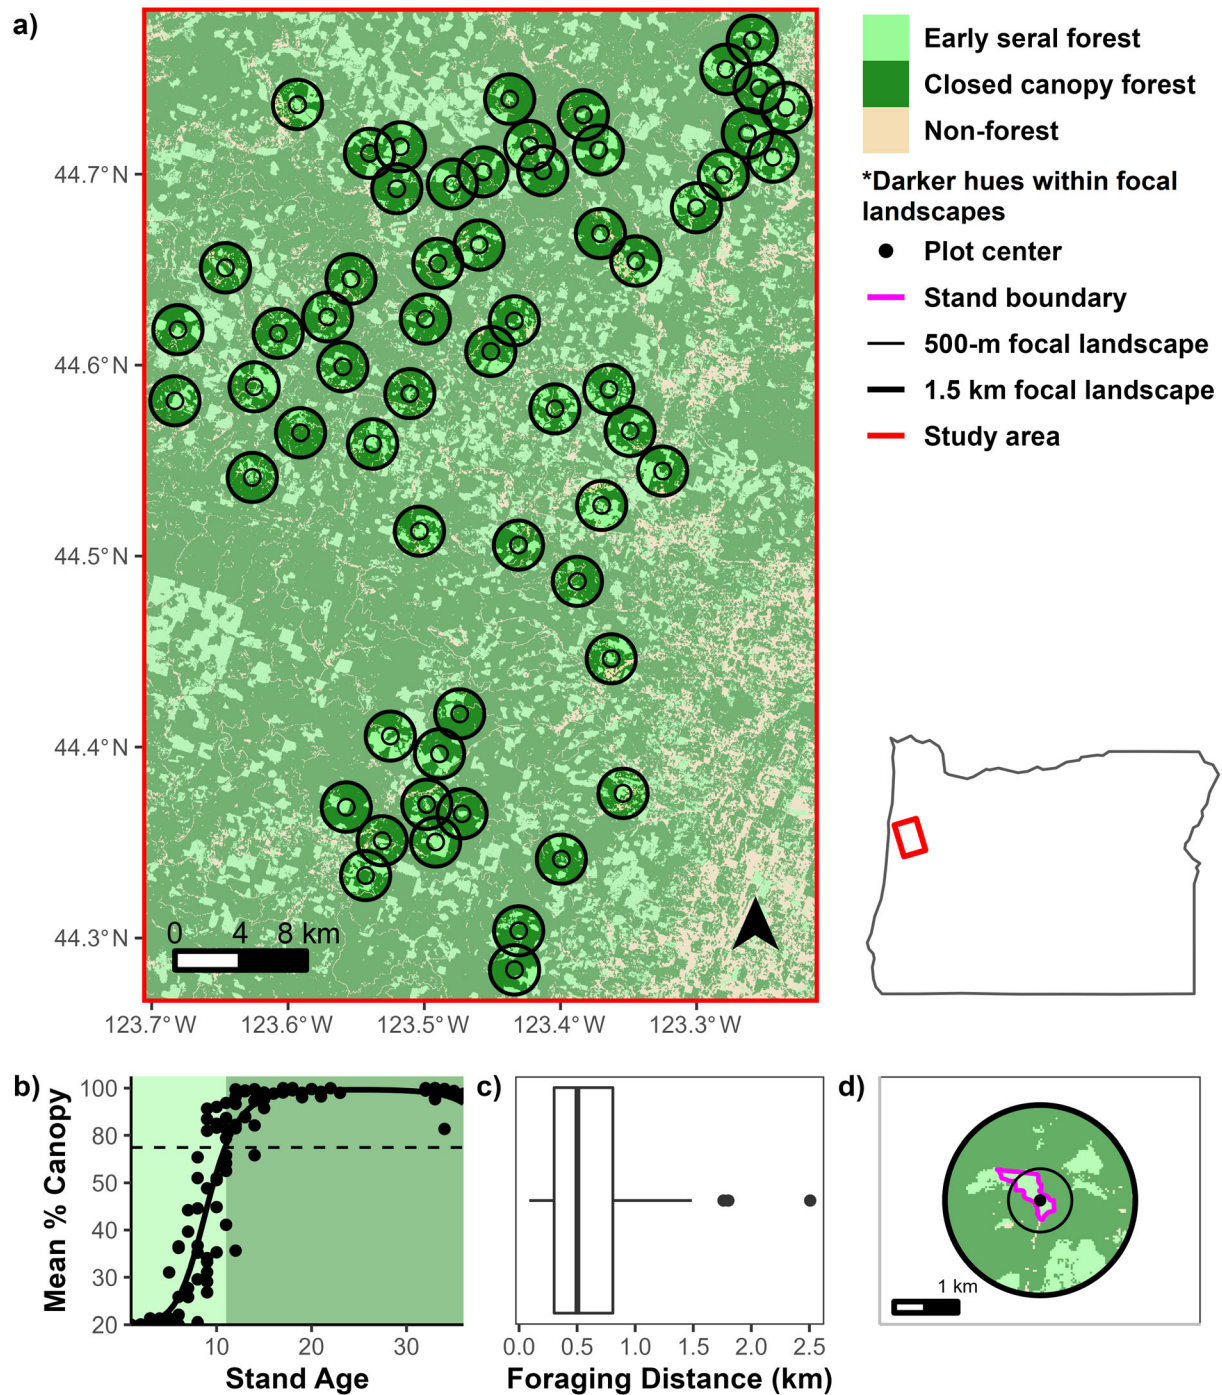 a)
Early seral forest
Closed canopy forest
Non-forest
*Darker hues within focal
landscapes
Plot center
Stand boundary
500-m focal landscape
1.5 km focal landscape
Study area
44.7°N
44.6°N
44.5°N
44.4°N
44.3°N
0 4 8 km
123.7°W 123.6°W 123.5°W 123.4°W 123.3°W
b)
Mean % Canopy
100
80
50
40
30
20
10 20 30
Stand Age
c)
0.0 0.5 1.0 1.5 2.0 2.5
Foraging Distance (km)
d)
1 km